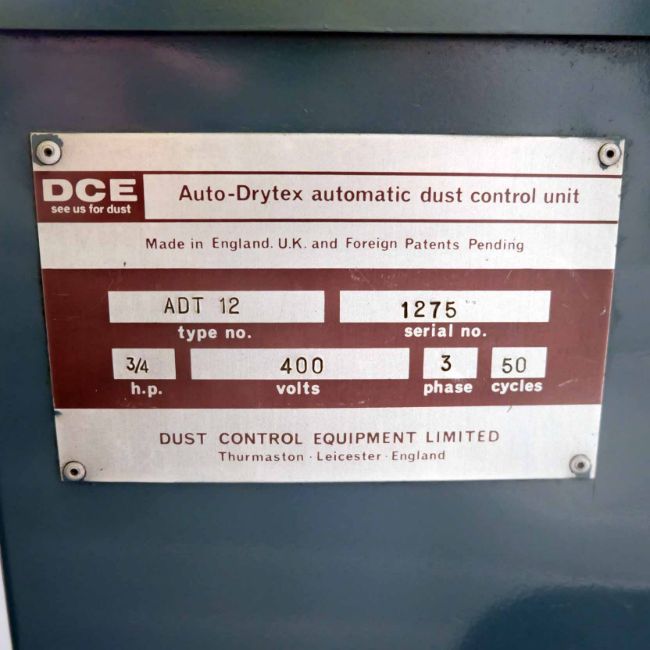 DCE
see us for dust
Auto-Drytex automatic dust control unit
Made in England. U.K. and Foreign Patents Pending
ADT 12 1275
type no. serial no.
3/4 400 3 50
h.p. volts phase cycles
DUST CONTROL EQUIPMENT LIMITED
Thurmaston · Leicester · England